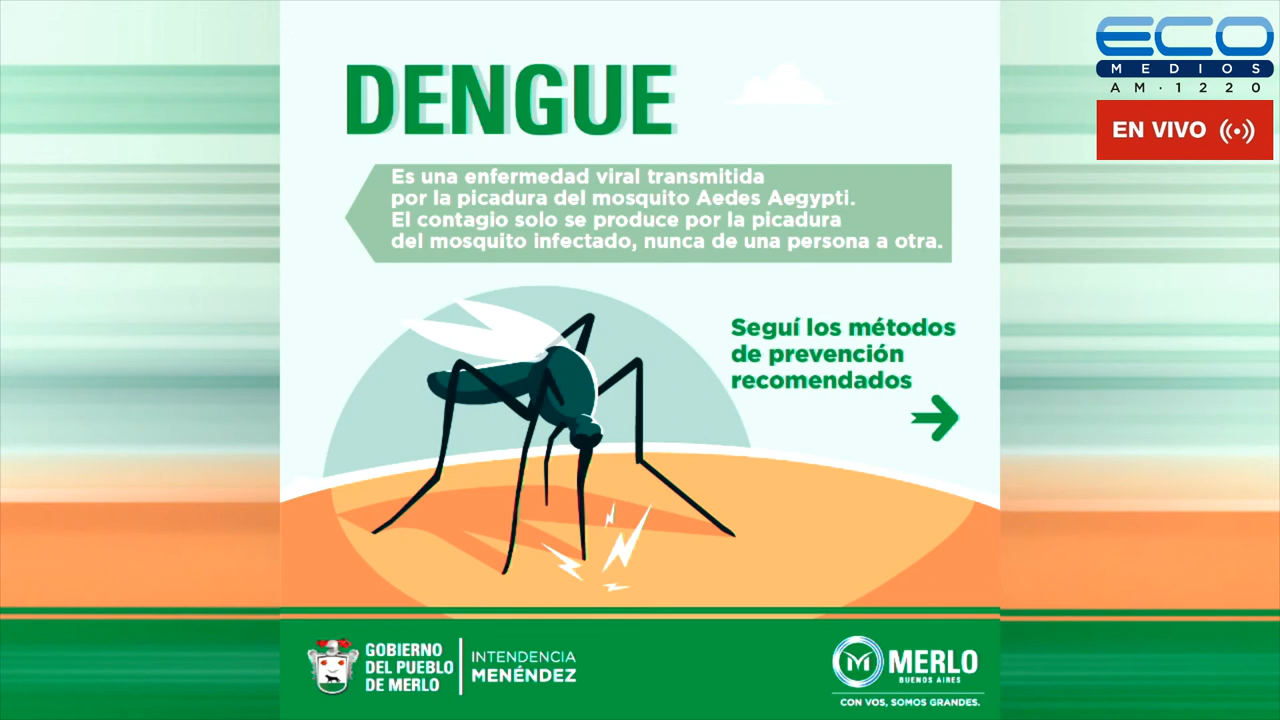 DENGUE
Es una enfermedad viral transmitida
por la picadura del mosquito Aedes Aegypti.
El contagio solo se produce por la picadura
del mosquito infectado, nunca de una persona a otra.
Seguí los métodos
de prevención
recomendados
GOBIERNO
DEL PUEBLO
DE MERLO
INTENDENCIA
MENÉNDEZ
M MERLO
BUENOS AIRES
CON VOS, SOMOS GRANDES.
ECO
MEDIOS
AM·1220
EN VIVO